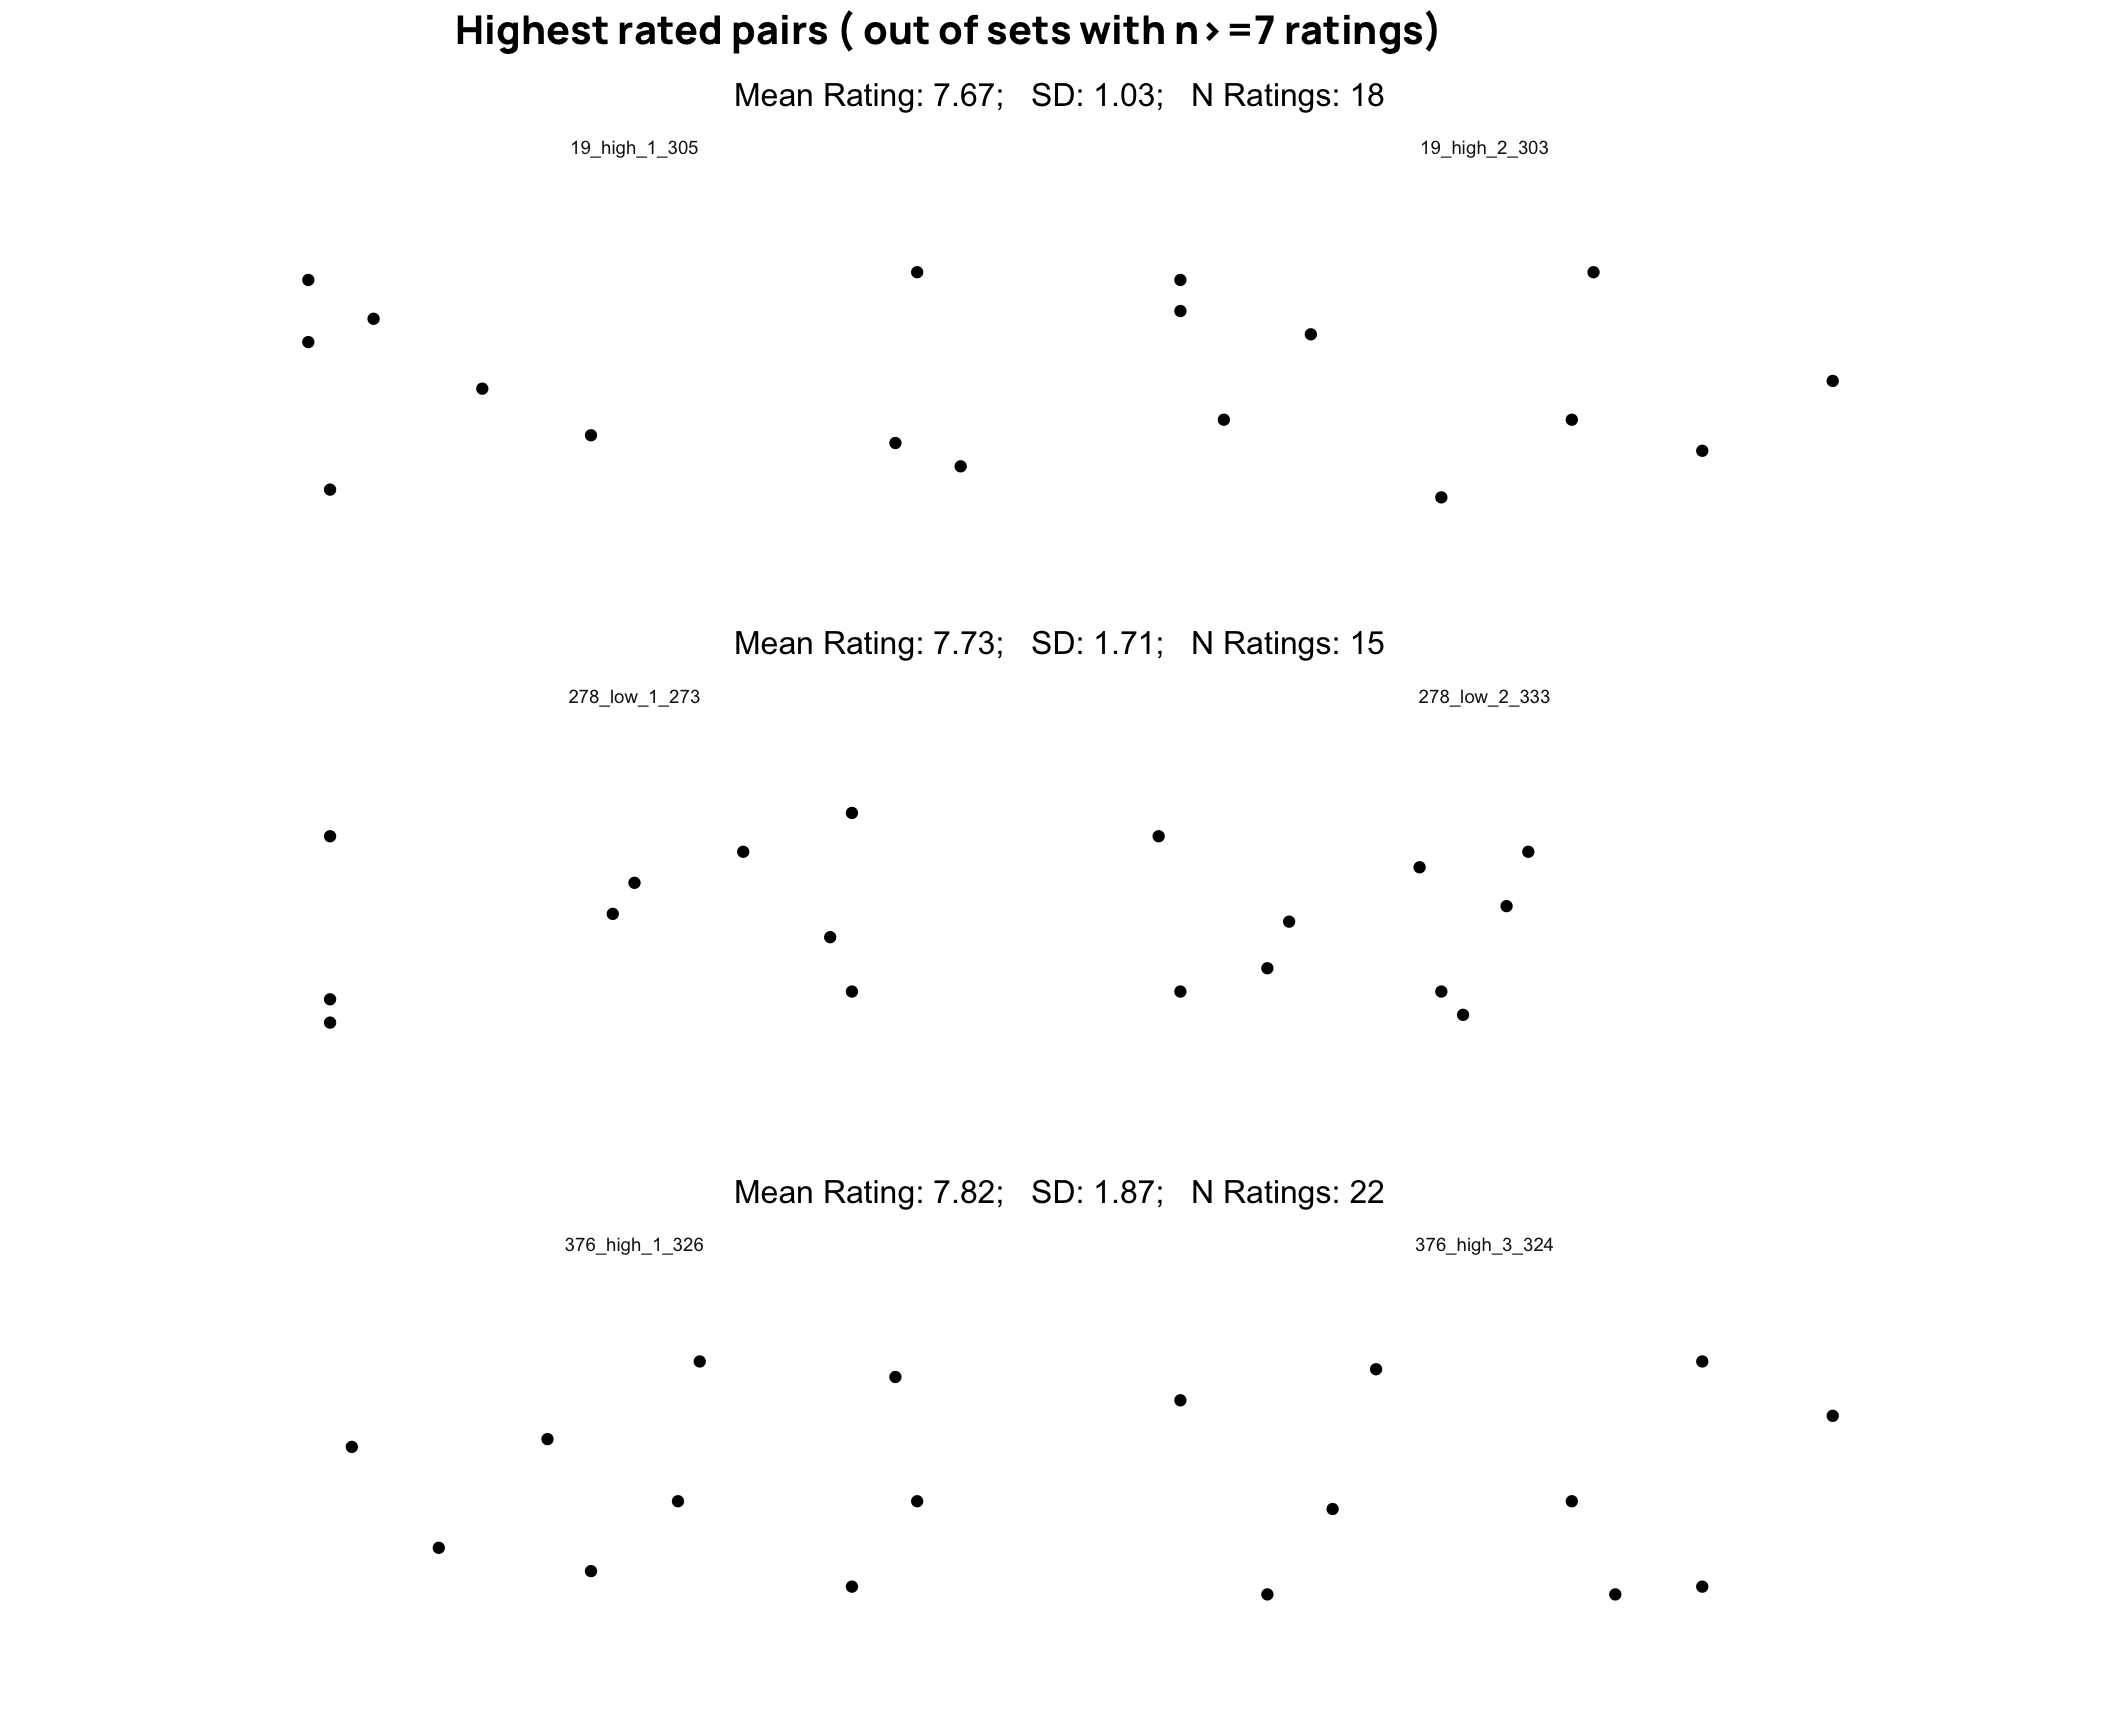 Highest rated pairs ( out of sets with n>=7 ratings)
Mean Rating: 7.67; SD: 1.03; N Ratings: 18
19_high_1_305 19_high_2_303
Mean Rating: 7.73; SD: 1.71; N Ratings: 15
278_low_1_273 278_low_2_333
Mean Rating: 7.82; SD: 1.87; N Ratings: 22
376_high_1_326 376_high_3_324